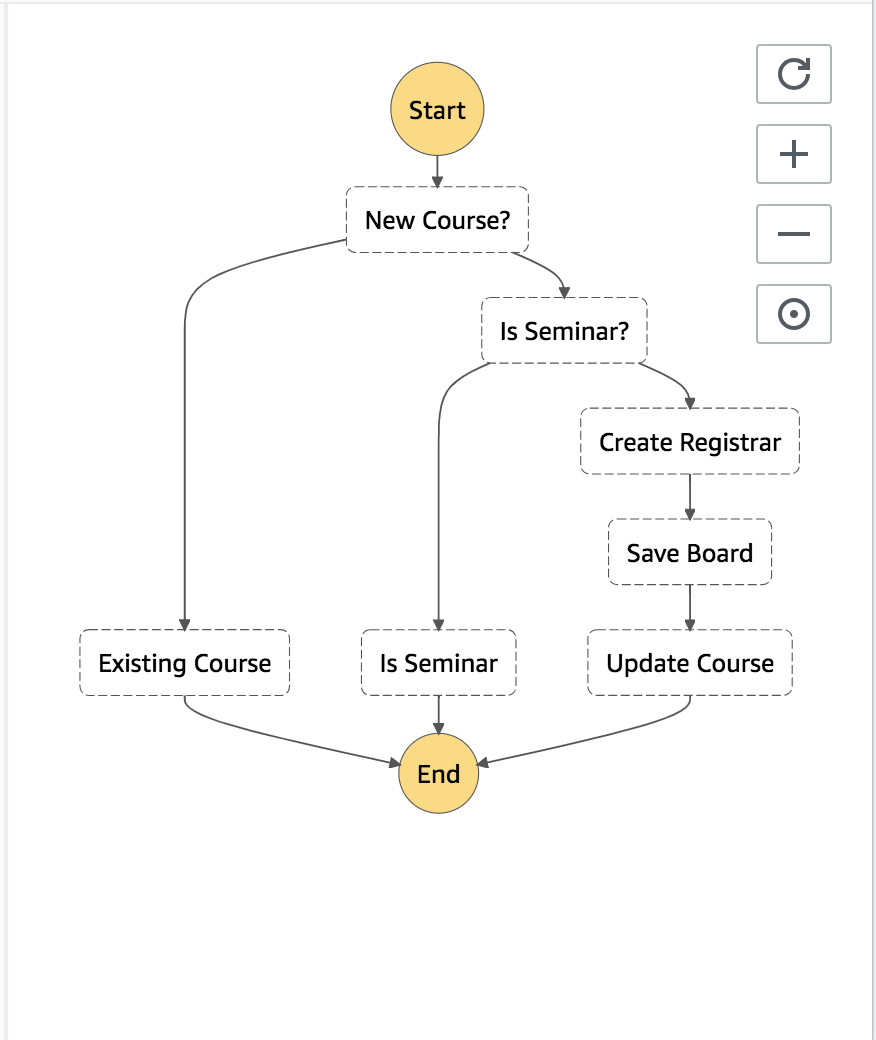 Start
New Course?
Is Seminar?
Create Registrar
Save Board
Existing Course
Is Seminar
Update Course
End